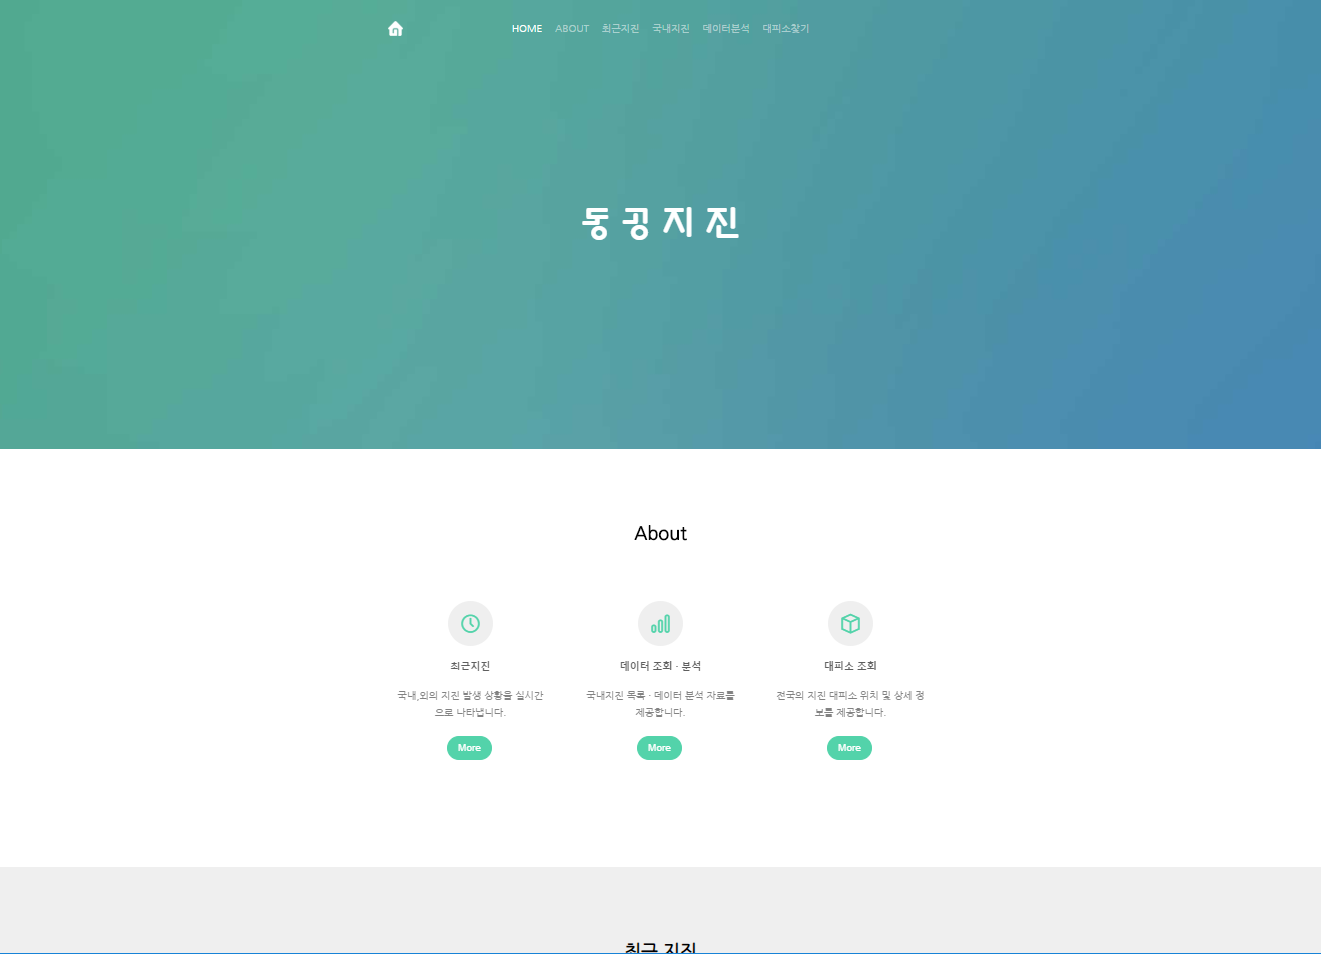 HOME ABOUT 최근지진 국내지진 데이터분석 대피소찾기
동공지진
About
최근지진
국내,외의 지진 발생 상황을 실시간
으로 나타냅니다.
More
데이터 조회 · 분석
국내지진 목록 · 데이터 분석 자료를
제공합니다.
More
대피소 조회
전국의 지진 대피소 위치 및 상세 정
보를 제공합니다.
More
최근 지진